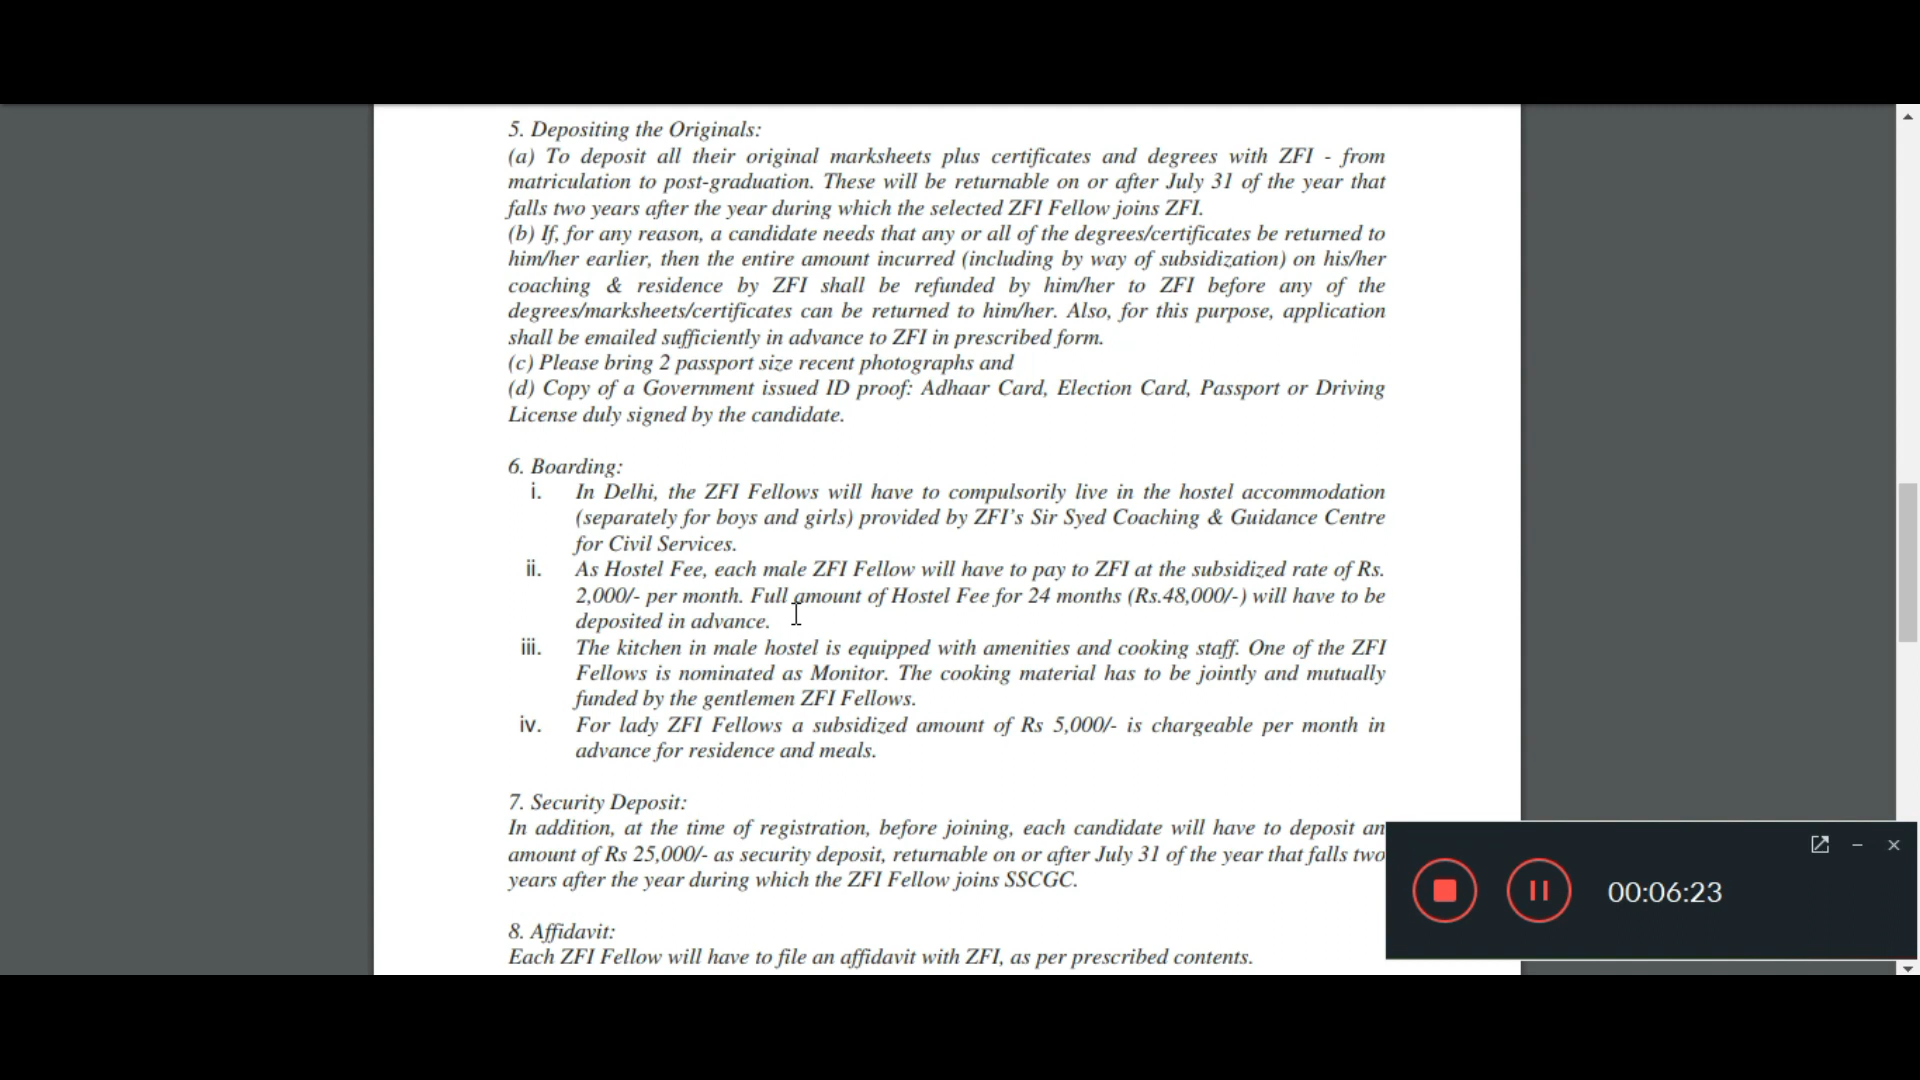 5. Depositing the Originals:
(a) To deposit all their original marksheets plus certificates and degrees with ZFI - from
matriculation to post-graduation. These will be returnable on or after July 31 of the year that
falls two years after the year during which the selected ZFI Fellow joins ZFI.
(b) If, for any reason, a candidate needs that any or all of the degrees/certificates be returned to
him/her earlier, then the entire amount incurred (including by way of subsidization) on his/her
coaching & residence by ZFI shall be refunded by him/her to ZFI before any of the
degrees/marksheets/certificates can be returned to him/her. Also, for this purpose, application
shall be emailed sufficiently in advance to ZFI in prescribed form.
(c) Please bring 2 passport size recent photographs and
(d) Copy of a Government issued ID proof: Adhaar Card, Election Card, Passport or Driving
License duly signed by the candidate.
6. Boarding:
i. In Delhi, the ZFI Fellows will have to compulsorily live in the hostel accommodation
(separately for boys and girls) provided by ZFI's Sir Syed Coaching & Guidance Centre
for Civil Services.
ii. As Hostel Fee, each male ZFI Fellow will have to pay to ZFI at the subsidized rate of Rs.
2,000/- per month. Full amount of Hostel Fee for 24 months (Rs.48,000/-) will have to be
deposited in advance.
iii. The kitchen in male hostel is equipped with amenities and cooking staff. One of the ZFI
Fellows is nominated as Monitor. The cooking material has to be jointly and mutually
funded by the gentlemen ZFI Fellows.
iv. For lady ZFI Fellows a subsidized amount of Rs 5,000/- is chargeable per month in
advance for residence and meals.
7. Security Deposit:
In addition, at the time of registration, before joining, each candidate will have to deposit an
amount of Rs 25,000/- as security deposit, returnable on or after July 31 of the year that falls two
years after the year during which the ZFI Fellow joins SSCGC.
8. Affidavit:
Each ZFI Fellow will have to file an affidavit with ZFI, as per prescribed contents.
00:06:23